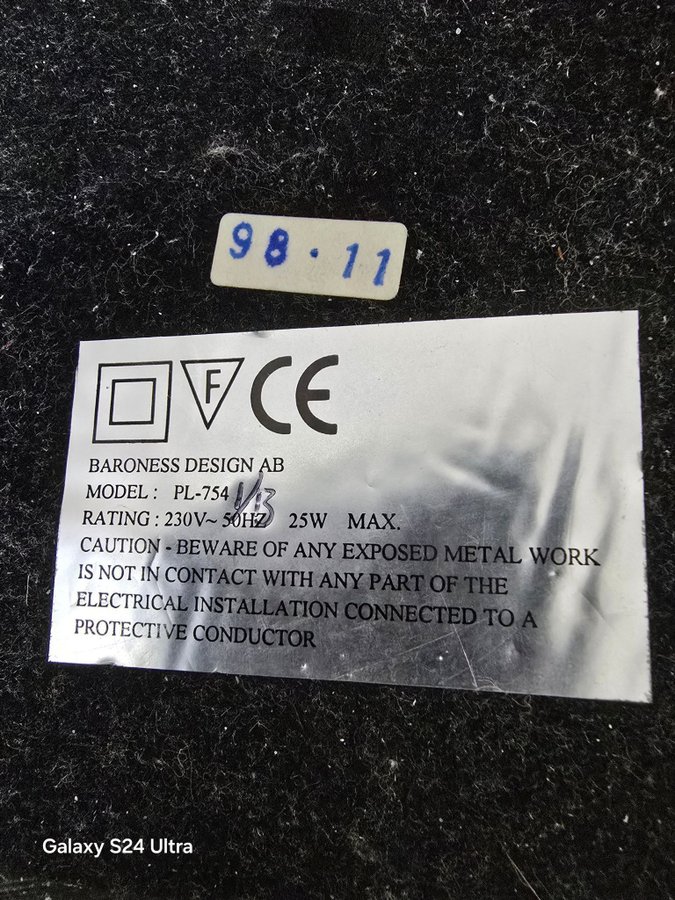 98·11
F CE
BARONESS DESIGN AB
MODEL : PL-754 1/13
RATING : 230V~ 50HZ 25W MAX.
CAUTION - BEWARE OF ANY EXPOSED METAL WORK
IS NOT IN CONTACT WITH ANY PART OF THE
ELECTRICAL INSTALLATION CONNECTED TO A
PROTECTIVE CONDUCTOR
Galaxy S24 Ultra